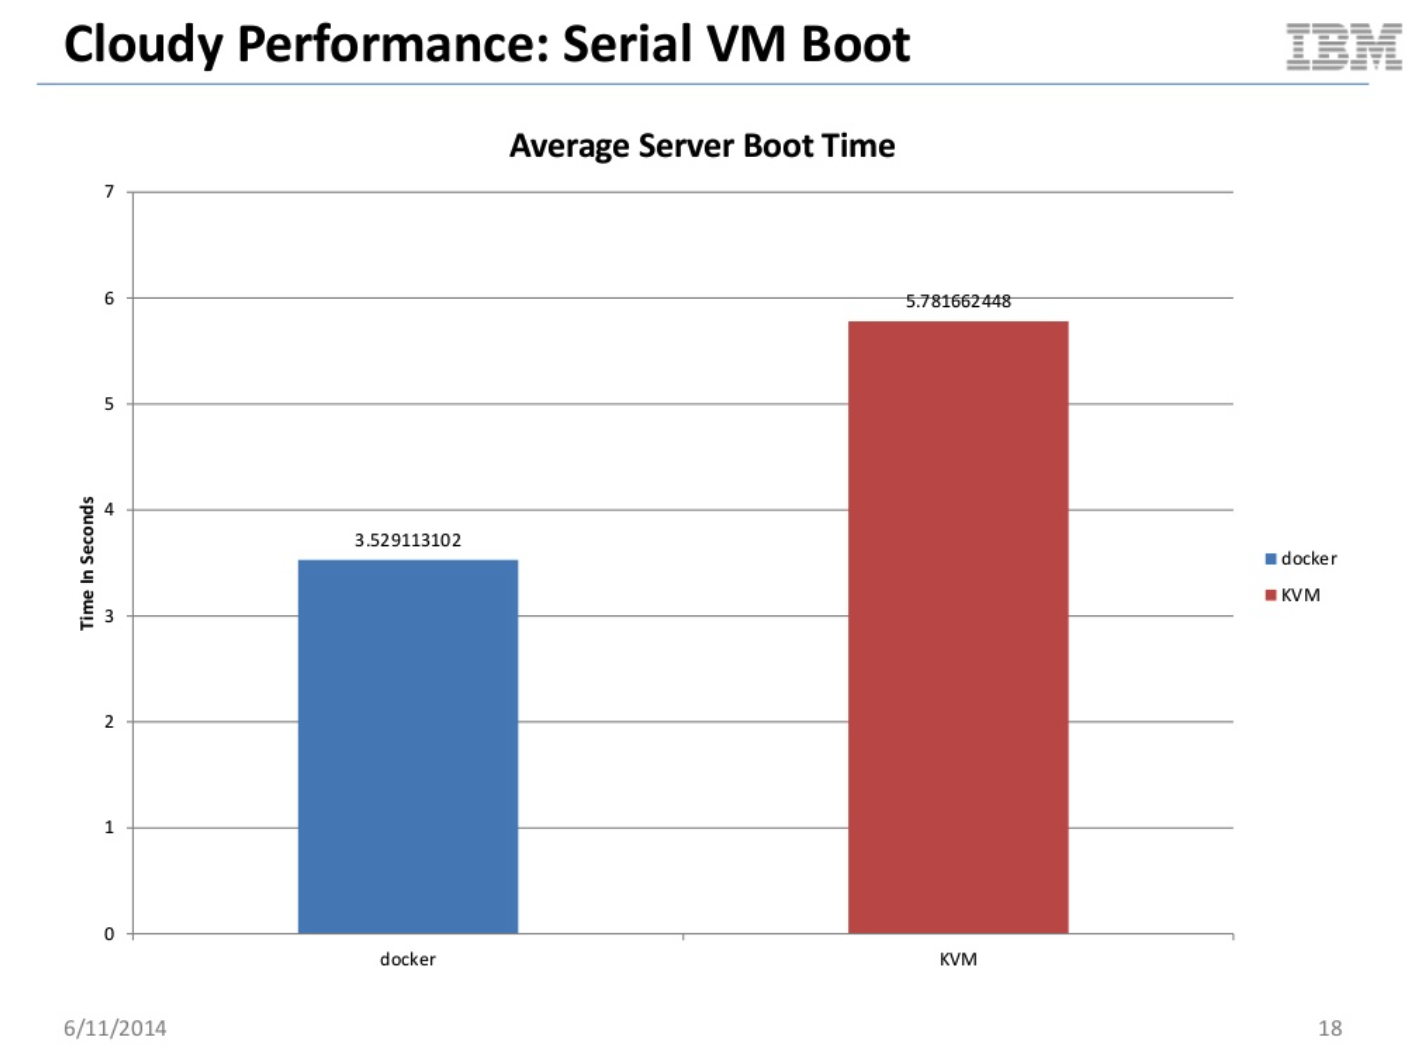 Cloudy Performance: Serial VM Boot
IBM
Average Server Boot Time
7
6
5
4
3
2
1
0
Time In Seconds
5.781662448
3.529113102
docker
KVM
docker
KVM
6/11/2014
18